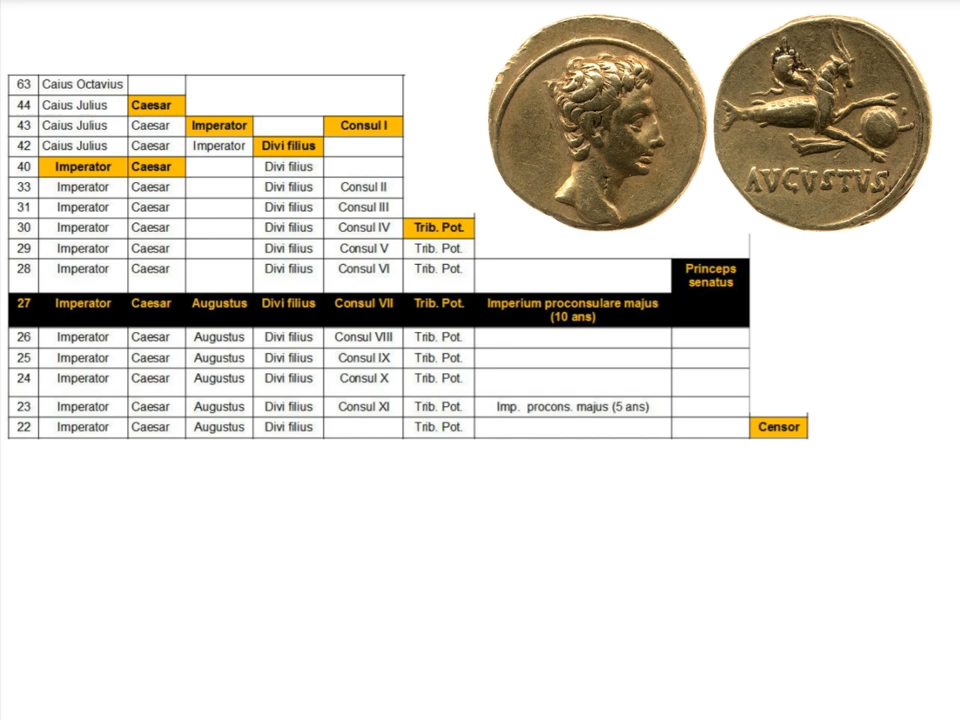 63 Caius Octavius
44 Caius Julius Caesar
43 Caius Julius Caesar Imperator Consul I
42 Caius Julius Caesar Imperator Divi filius
40 Imperator Caesar Divi filius
33 Imperator Caesar Divi filius Consul II
31 Imperator Caesar Divi filius Consul III
30 Imperator Caesar Divi filius Consul IV Trib. Pot.
29 Imperator Caesar Divi filius Consul V Trib. Pot.
28 Imperator Caesar Divi filius Consul VI Trib. Pot. Princeps
senatus
27 Imperator Caesar Augustus Divi filius Consul VII Trib. Pot. Imperium proconsulare majus
(10 ans)
26 Imperator Caesar Augustus Divi filius Consul VIII Trib. Pot.
25 Imperator Caesar Augustus Divi filius Consul IX Trib. Pot.
24 Imperator Caesar Augustus Divi filius Consul X Trib. Pot.
23 Imperator Caesar Augustus Divi filius Consul XI Trib. Pot. Imp. procons. majus (5 ans)
22 Imperator Caesar Augustus Divi filius Trib. Pot. Censor
AVGVSTVS